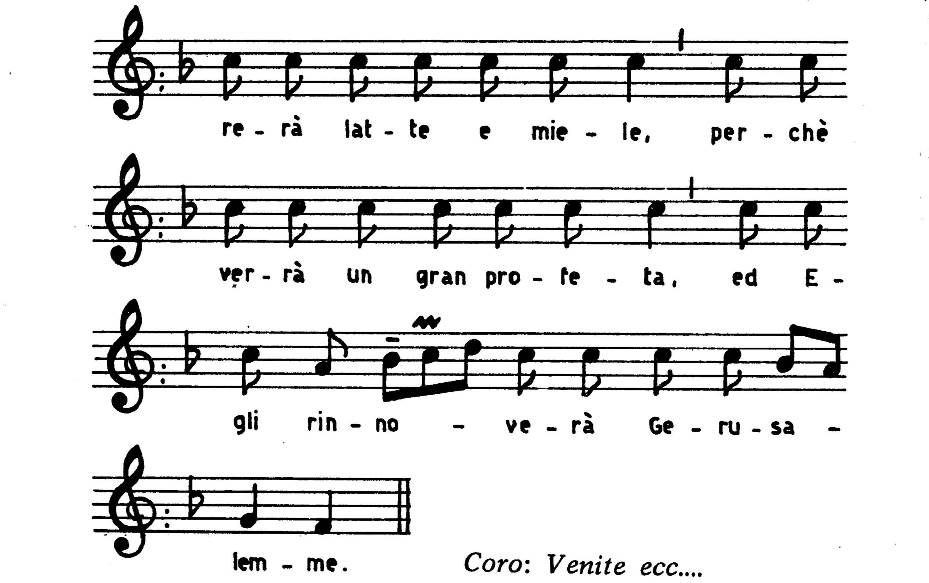 re - rà lat - te e mie - le, per - chè
ver - rà un gran pro - fe - ta, ed E -
gli rin - no - ve - rà Ge - ru - sa -
lem - me. Coro: Venite ecc....